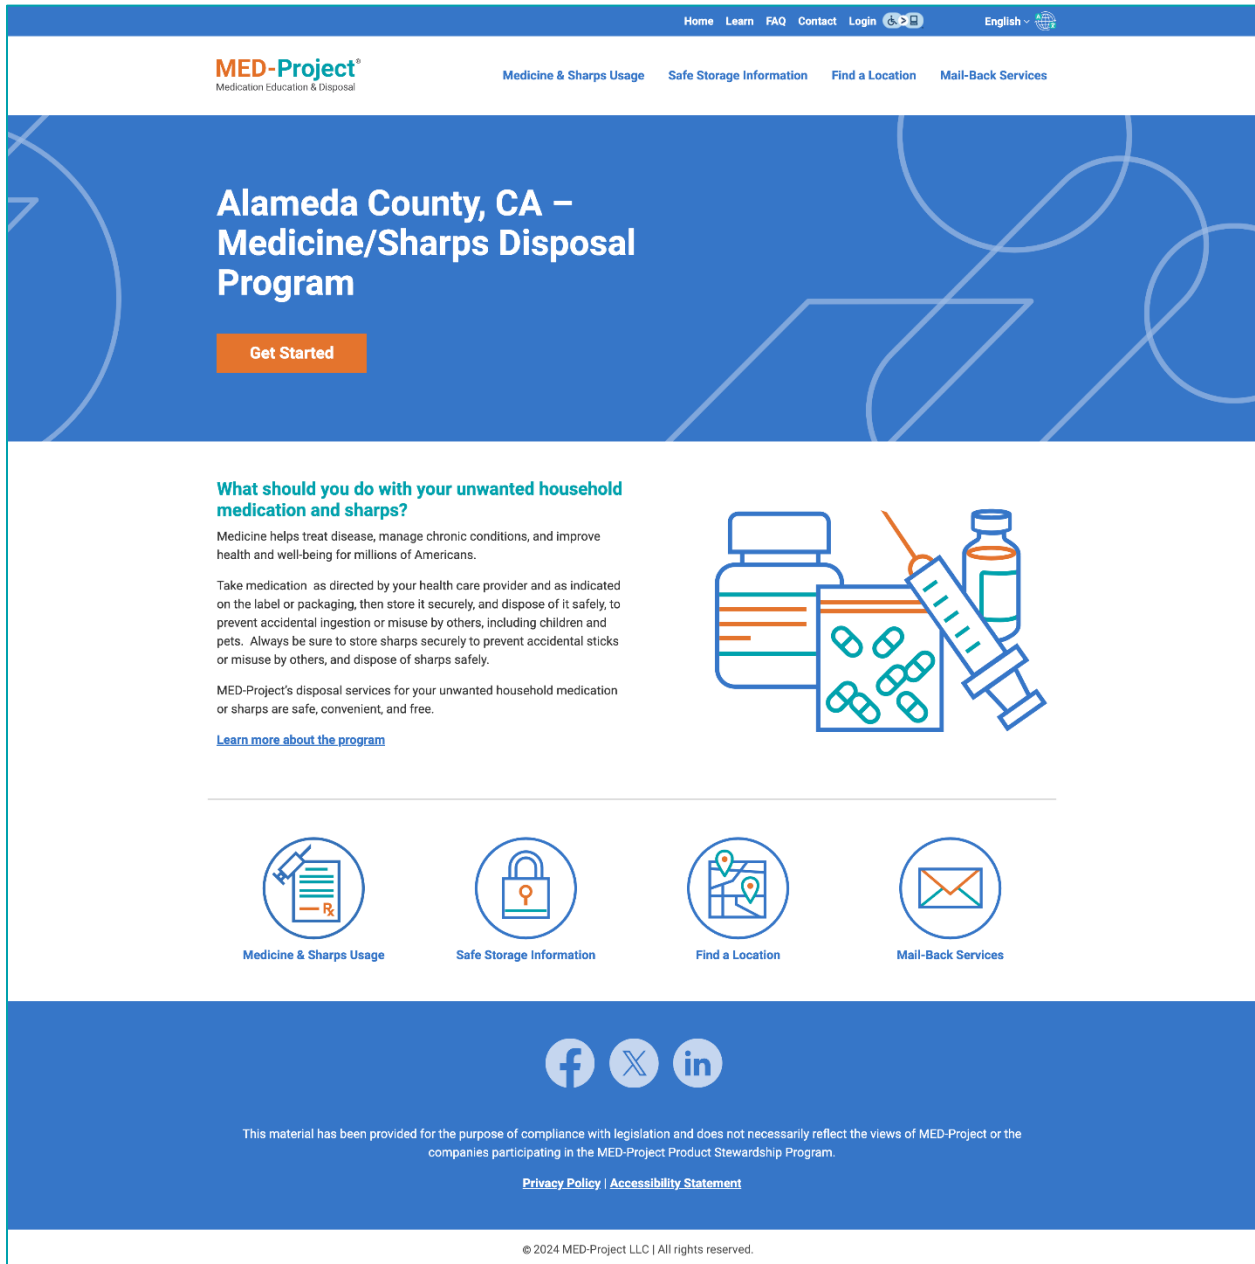 Home Learn FAQ Contact Login English
MED-Project®
Medication Education & Disposal
Medicine & Sharps Usage Safe Storage Information Find a Location Mail-Back Services
Alameda County, CA –
Medicine/Sharps Disposal
Program
Get Started
What should you do with your unwanted household
medication and sharps?
Medicine helps treat disease, manage chronic conditions, and improve
health and well-being for millions of Americans.
Take medication as directed by your health care provider and as indicated
on the label or packaging, then store it securely, and dispose of it safely, to
prevent accidental ingestion or misuse by others, including children and
pets. Always be sure to store sharps securely to prevent accidental sticks
or misuse by others, and dispose of sharps safely.
MED-Project's disposal services for your unwanted household medication
or sharps are safe, convenient, and free.
Learn more about the program
Rx
Medicine & Sharps Usage Safe Storage Information Find a Location Mail-Back Services
This material has been provided for the purpose of compliance with legislation and does not necessarily reflect the views of MED-Project or the
companies participating in the MED-Project Product Stewardship Program.
Privacy Policy | Accessibility Statement
© 2024 MED-Project LLC | All rights reserved.